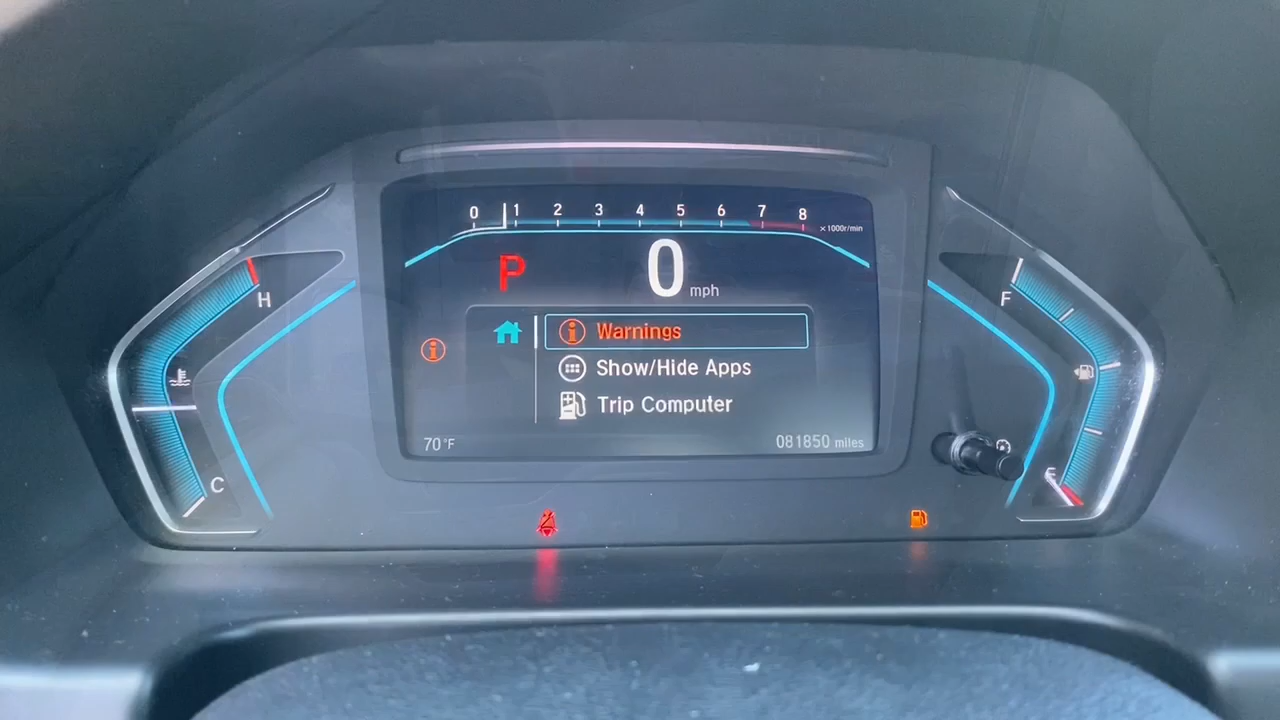 0 1 2 3 4 5 6 7 8
×1000r/min
P 0 mph
H
F
Warnings
Show/Hide Apps
Trip Computer
70°F
081850 miles
C
E